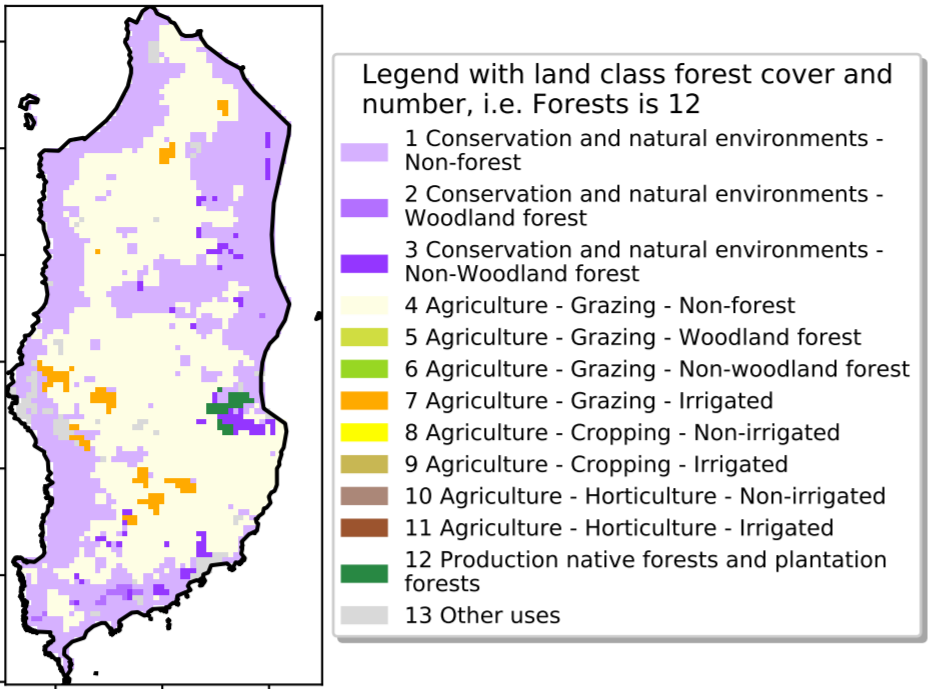 Legend with land class forest cover and
number, i.e. Forests is 12
1 Conservation and natural environments -
Non-forest
2 Conservation and natural environments -
Woodland forest
3 Conservation and natural environments -
Non-Woodland forest
4 Agriculture - Grazing - Non-forest
5 Agriculture - Grazing - Woodland forest
6 Agriculture - Grazing - Non-woodland forest
7 Agriculture - Grazing - Irrigated
8 Agriculture - Cropping - Non-irrigated
9 Agriculture - Cropping - Irrigated
10 Agriculture - Horticulture - Non-irrigated
11 Agriculture - Horticulture - Irrigated
12 Production native forests and plantation
forests
13 Other uses